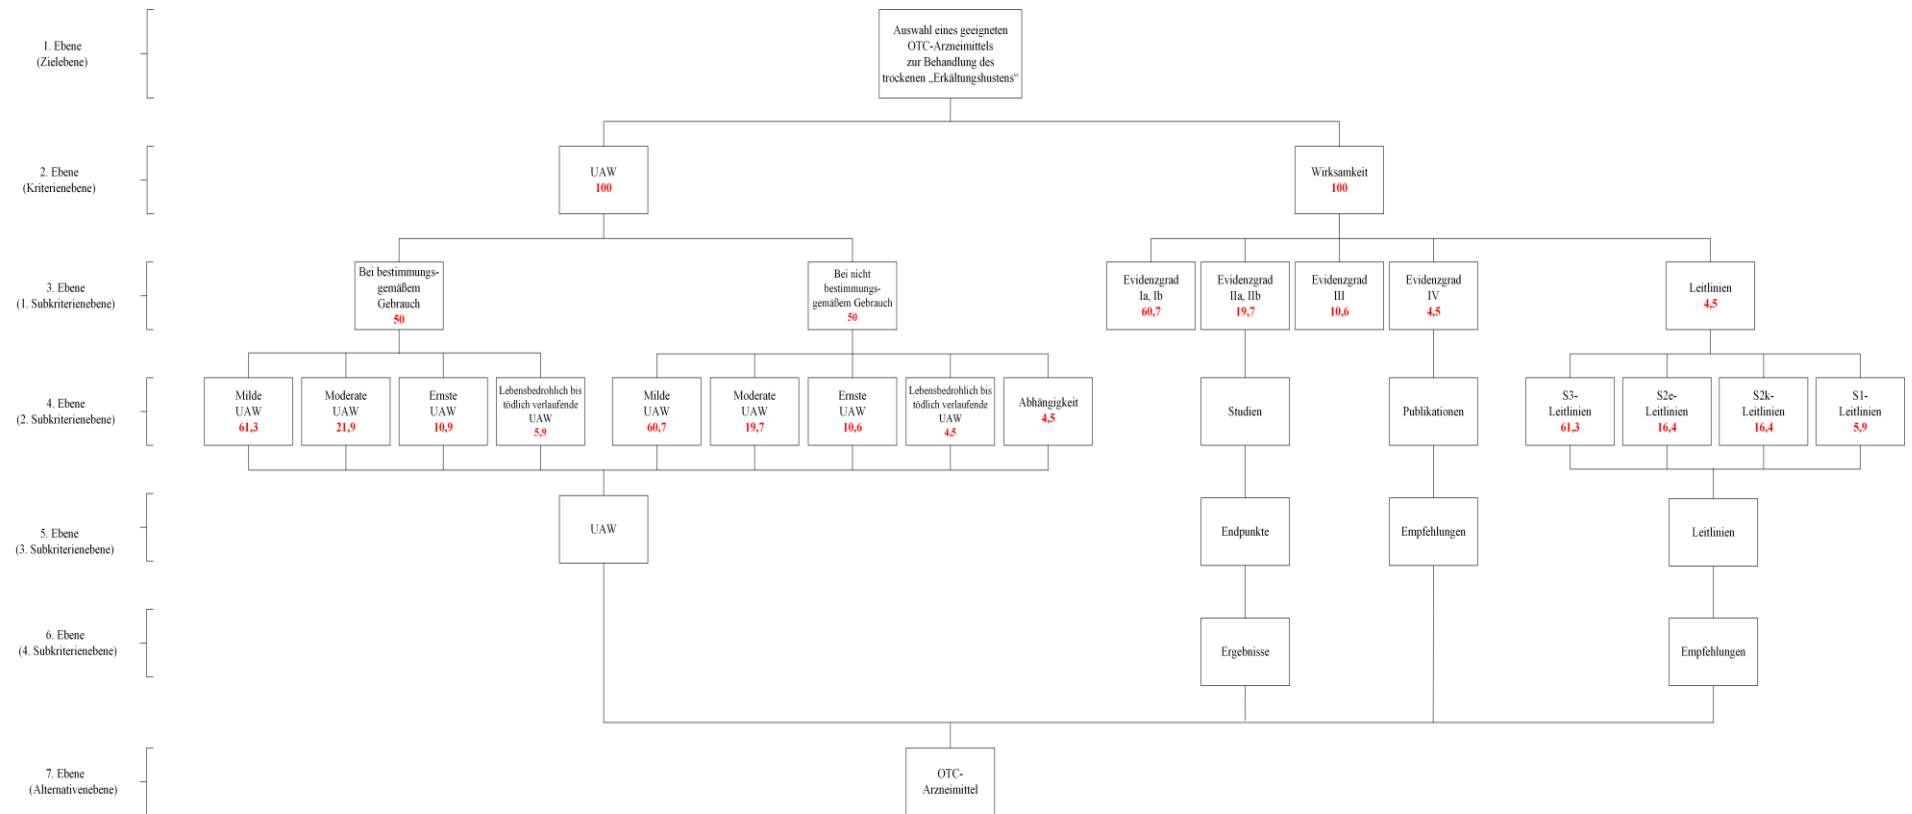 1. Ebene
(Zielebene)
Auswahl eines geeigneten
OTC-Arzneimittels
zur Behandlung des
trockenen „Erkältungshustens“
2. Ebene
(Kriterienebene)
UAW
100
Wirksamkeit
100
3. Ebene
(1. Subkriterienebene)
Bei bestimmungs-
gemäßem
Gebrauch
50
Bei nicht
bestimmungs-
gemäßem Gebrauch
50
Evidenzgrad
Ia, Ib
60,7
Evidenzgrad
IIa, IIb
19,7
Evidenzgrad
III
10,6
Evidenzgrad
IV
4,5
Leitlinien
4,5
4. Ebene
(2. Subkriterienebene)
Milde
UAW
61,3
Moderate
UAW
21,9
Ernste
UAW
10,9
Lebensbedrohlich bis
tödlich verlaufende
UAW
5,9
Milde
UAW
60,7
Moderate
UAW
19,7
Ernste
UAW
10,6
Lebensbedrohlich bis
tödlich verlaufende
UAW
4,5
Abhängigkeit
4,5
Studien
Publikationen
S3-
Leitlinien
61,3
S2e-
Leitlinien
16,4
S2k-
Leitlinien
16,4
S1-
Leitlinien
5,9
5. Ebene
(3. Subkriterienebene)
UAW
Endpunkte
Empfehlungen
Leitlinien
6. Ebene
(4. Subkriterienebene)
Ergebnisse
Empfehlungen
7. Ebene
(Alternativenebene)
OTC-
Arzneimittel